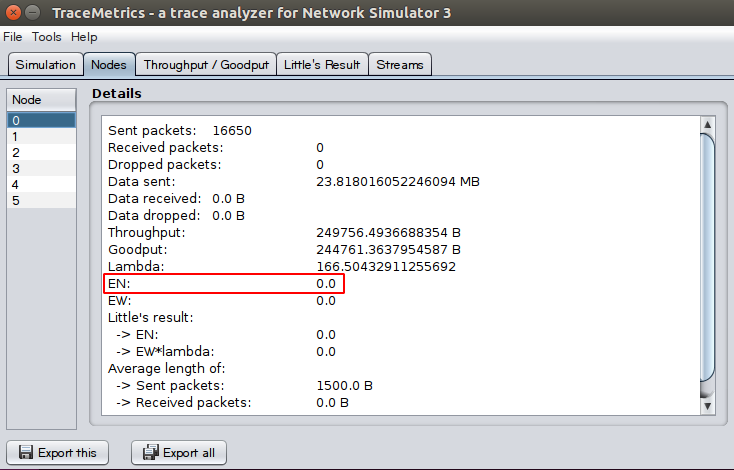 TraceMetrics - a trace analyzer for Network Simulator 3
File Tools Help
Simulation Nodes Throughput / Goodput Little's Result Streams
Node
0
1
2
3
4
5
Details
Sent packets: 16650
Received packets: 0
Dropped packets: 0
Data sent: 23.818016052246094 MB
Data received: 0.0 B
Data dropped: 0.0 B
Throughput: 249756.4936688354 B
Goodput: 244761.3637954587 B
Lambda: 166.50432911255692
EN: 0.0
EW: 0.0
Little's result:
-> EN: 0.0
-> EW*lambda: 0.0
Average length of:
-> Sent packets: 1500.0 B
-> Received packets: 0.0 B
Export this Export all